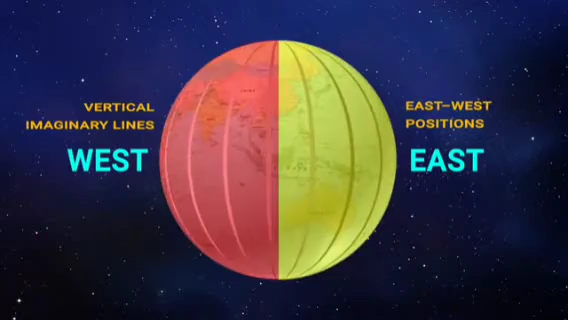 VERTICAL
IMAGINARY LINES
WEST
EAST–WEST
POSITIONS
EAST